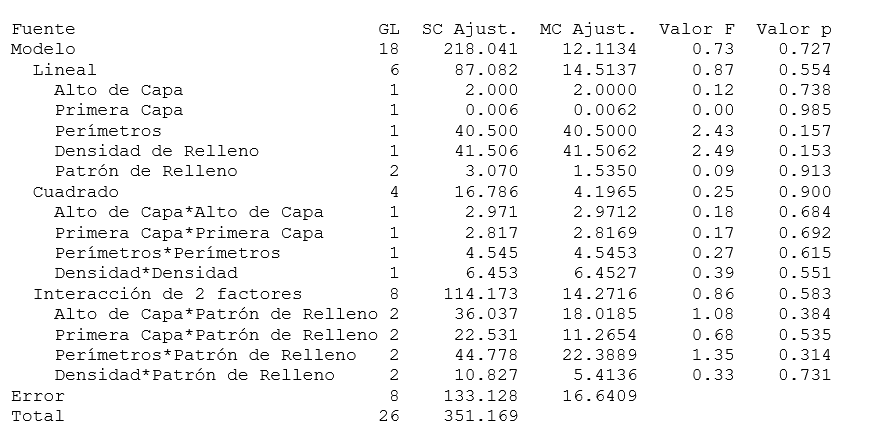 Fuente GL SC Ajust. MC Ajust. Valor F Valor p
Modelo 18 218.041 12.1134 0.73 0.727
Lineal 6 87.082 14.5137 0.87 0.554
Alto de Capa 1 2.000 2.0000 0.12 0.738
Primera Capa 1 0.006 0.0062 0.00 0.985
Perímetros 1 40.500 40.5000 2.43 0.157
Densidad de Relleno 1 41.506 41.5062 2.49 0.153
Patrón de Relleno 2 3.070 1.5350 0.09 0.913
Cuadrado 4 16.786 4.1965 0.25 0.900
Alto de Capa*Alto de Capa 1 2.971 2.9712 0.18 0.684
Primera Capa*Primera Capa 1 2.817 2.8169 0.17 0.692
Perímetros*Perímetros 1 4.545 4.5453 0.27 0.615
Densidad*Densidad 1 6.453 6.4527 0.39 0.551
Interacción de 2 factores 8 114.173 14.2716 0.86 0.583
Alto de Capa*Patrón de Relleno 2 36.037 18.0185 1.08 0.384
Primera Capa*Patrón de Relleno 2 22.531 11.2654 0.68 0.535
Perímetros*Patrón de Relleno 2 44.778 22.3889 1.35 0.314
Densidad*Patrón de Relleno 2 10.827 5.4136 0.33 0.731
Error 8 133.128 16.6409
Total 26 351.169